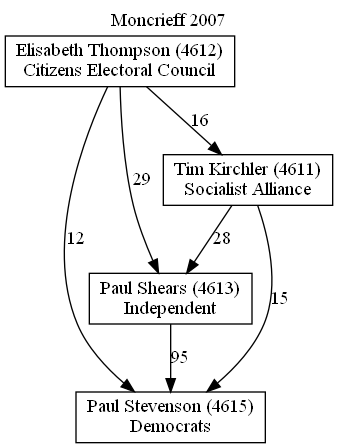 Moncrieff 2007
Elisabeth Thompson (4612)
Citizens Electoral Council
16
Tim Kirchler (4611)
Socialist Alliance
29
12
28
15
Paul Shears (4613)
Independent
95
Paul Stevenson (4615)
Democrats